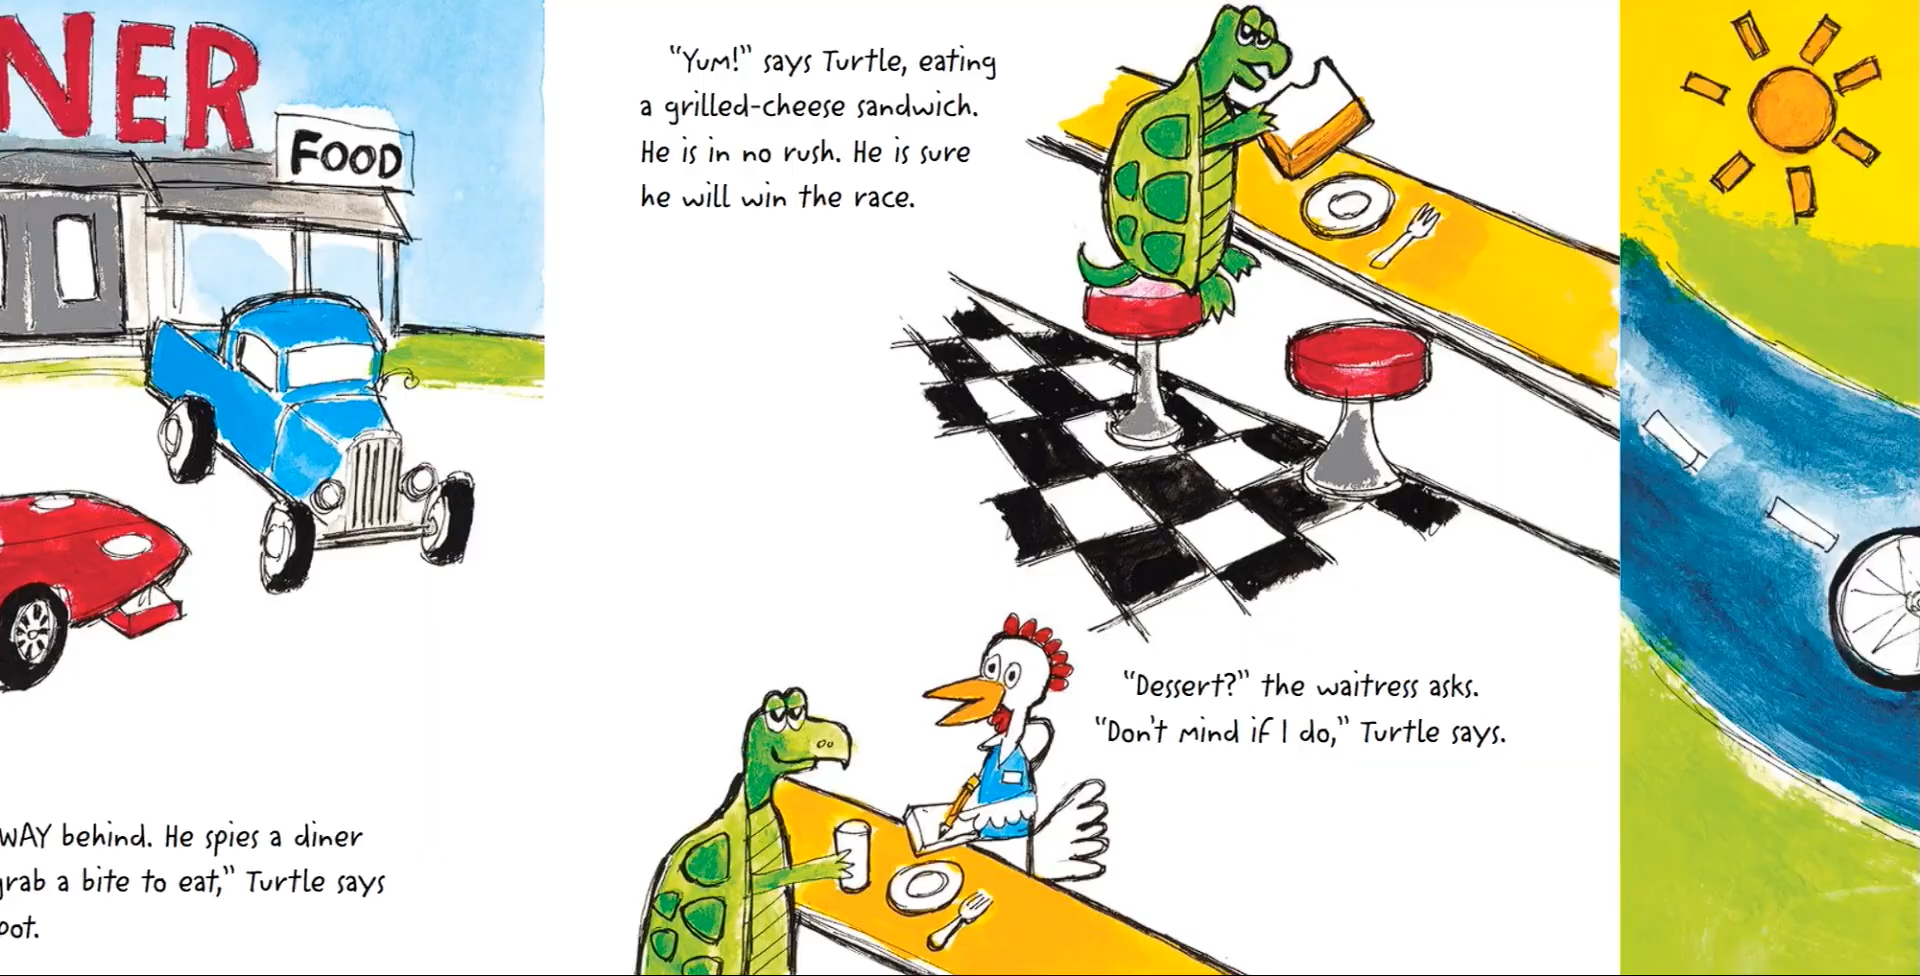 NER
FOOD
WAY behind. He spies a diner
grab a bite to eat,” Turtle says
oot.
“Yum!” says Turtle, eating
a grilled-cheese sandwich.
He is in no rush. He is sure
he will win the race.
“Dessert?” the waitress asks.
“Don’t mind if I do,” Turtle says.